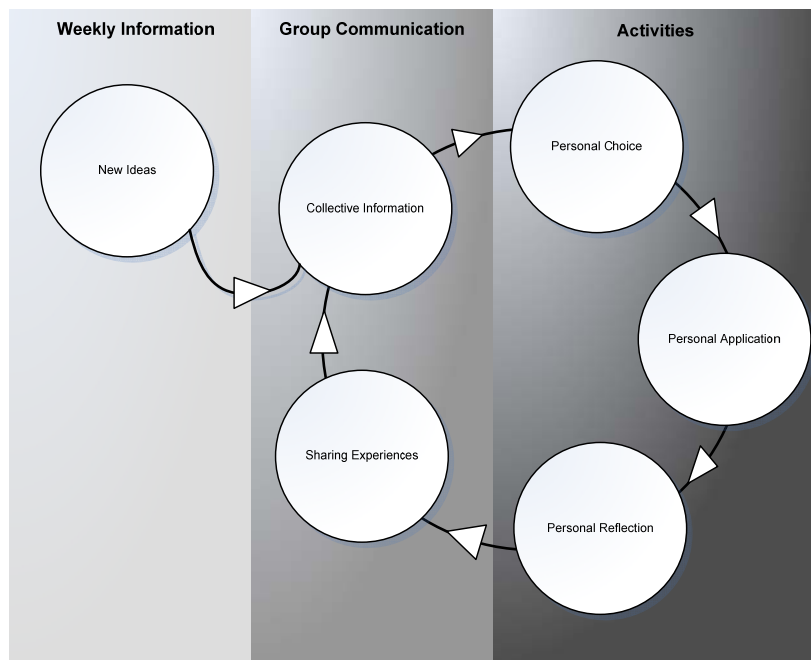 Weekly Information
Group Communication
Activities
New Ideas
Collective Information
Personal Choice
Personal Application
Sharing Experiences
Personal Reflection